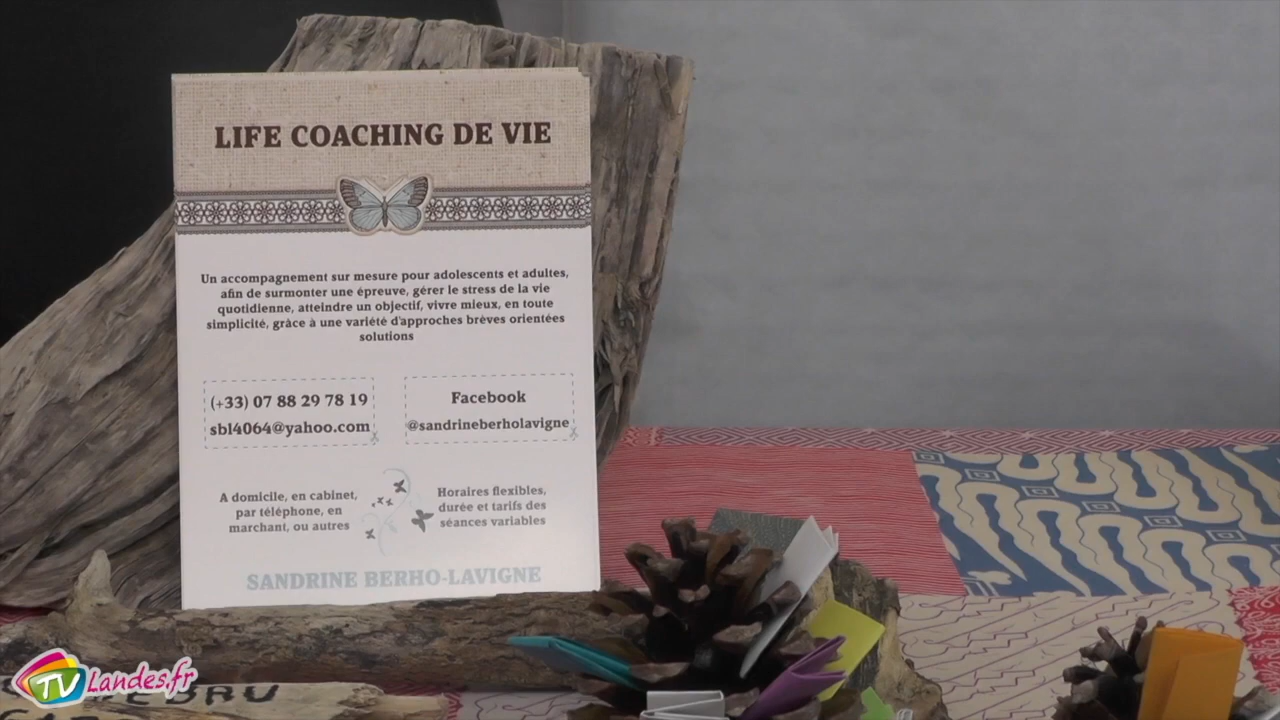 LIFE COACHING DE VIE
Un accompagnement sur mesure pour adolescents et adultes,
afin de surmonter une épreuve, gérer le stress de la vie
quotidienne, atteindre un objectif, vivre mieux, en toute
simplicité, grâce à une variété d'approches brèves orientées
solutions
(+33) 07 88 29 78 19
sbl4064@yahoo.com
Facebook
@sandrineberholavigne
A domicile, en cabinet,
par téléphone, en
marchant, ou autres
Horaires flexibles,
durée et tarifs des
séances variables
SANDRINE BERHO-LAVIGNE
TVLandes.fr